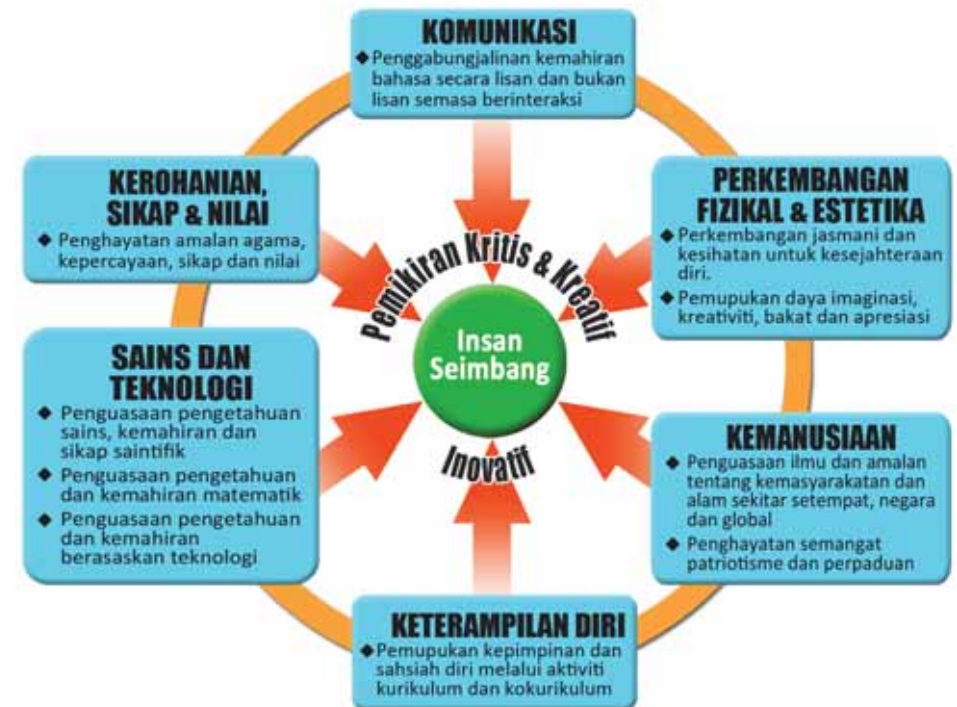 KOMUNIKASI
◆ Penggabungjalinan kemahiran
bahasa secara lisan dan bukan
lisan semasa berinteraksi
KEROHANIAN,
SIKAP & NILAI
◆ Penghayatan amalan agama,
kepercayaan, sikap dan nilai
PERKEMBANGAN
FIZIKAL & ESTETIKA
◆ Perkembangan jasmani dan
kesihatan untuk kesejahteraan
diri.
◆ Pemupukan daya imaginasi,
kreativiti, bakat dan apresiasi
Pemikiran Kritis & Kreatif
Insan
Seimbang
Inovatif
SAINS DAN
TEKNOLOGI
◆ Penguasaan pengetahuan
sains, kemahiran dan
sikap saintifik
◆ Penguasaan pengetahuan
dan kemahiran matematik
◆ Penguasaan pengetahuan
dan kemahiran
berasaskan teknologi
KEMANUSIAAN
◆ Penguasaan ilmu dan amalan
tentang kemasyarakatan dan
alam sekitar setempat, negara
dan global
◆ Penghayatan semangat
patriotisme dan perpaduan
KETERAMPILAN DIRI
◆ Pemupukan kepimpinan dan
sahsiah diri melalui aktiviti
kurikulum dan kokurikulum